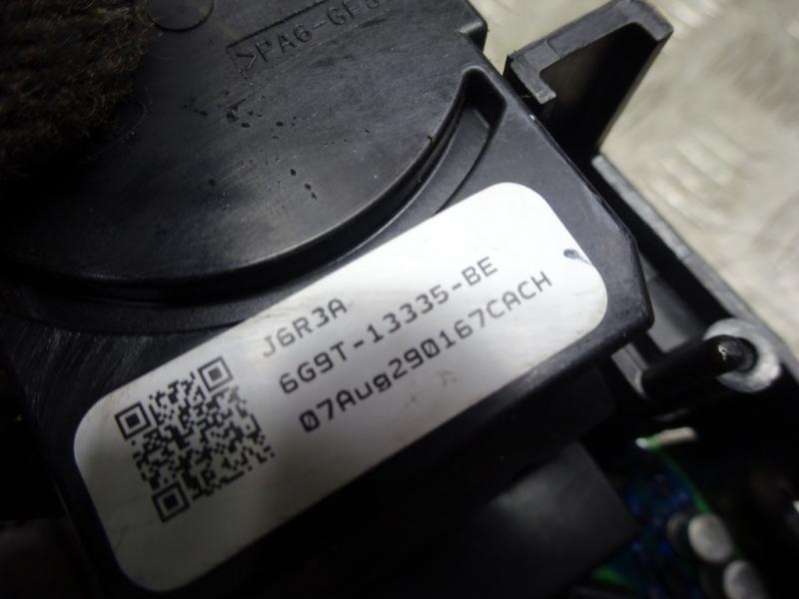 >PA6-GF
J6R3A
6G9T-13335-BE
07Aug290167CACH